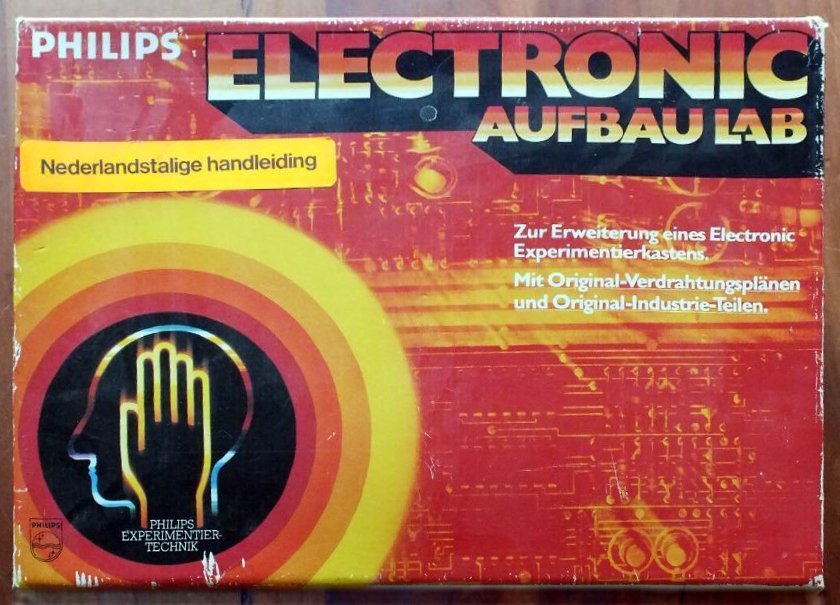 PHILIPS
ELECTRONIC
AUFBAU LAB
Nederlandstalige handleiding
Zur Erweiterung eines Electronic
Experimentierkastens.
Mit Original-Verdrahtungsplänen
und Original-Industrie-Teilen.
PHILIPS
EXPERIMENTIER-
TECHNIK
PHILIPS